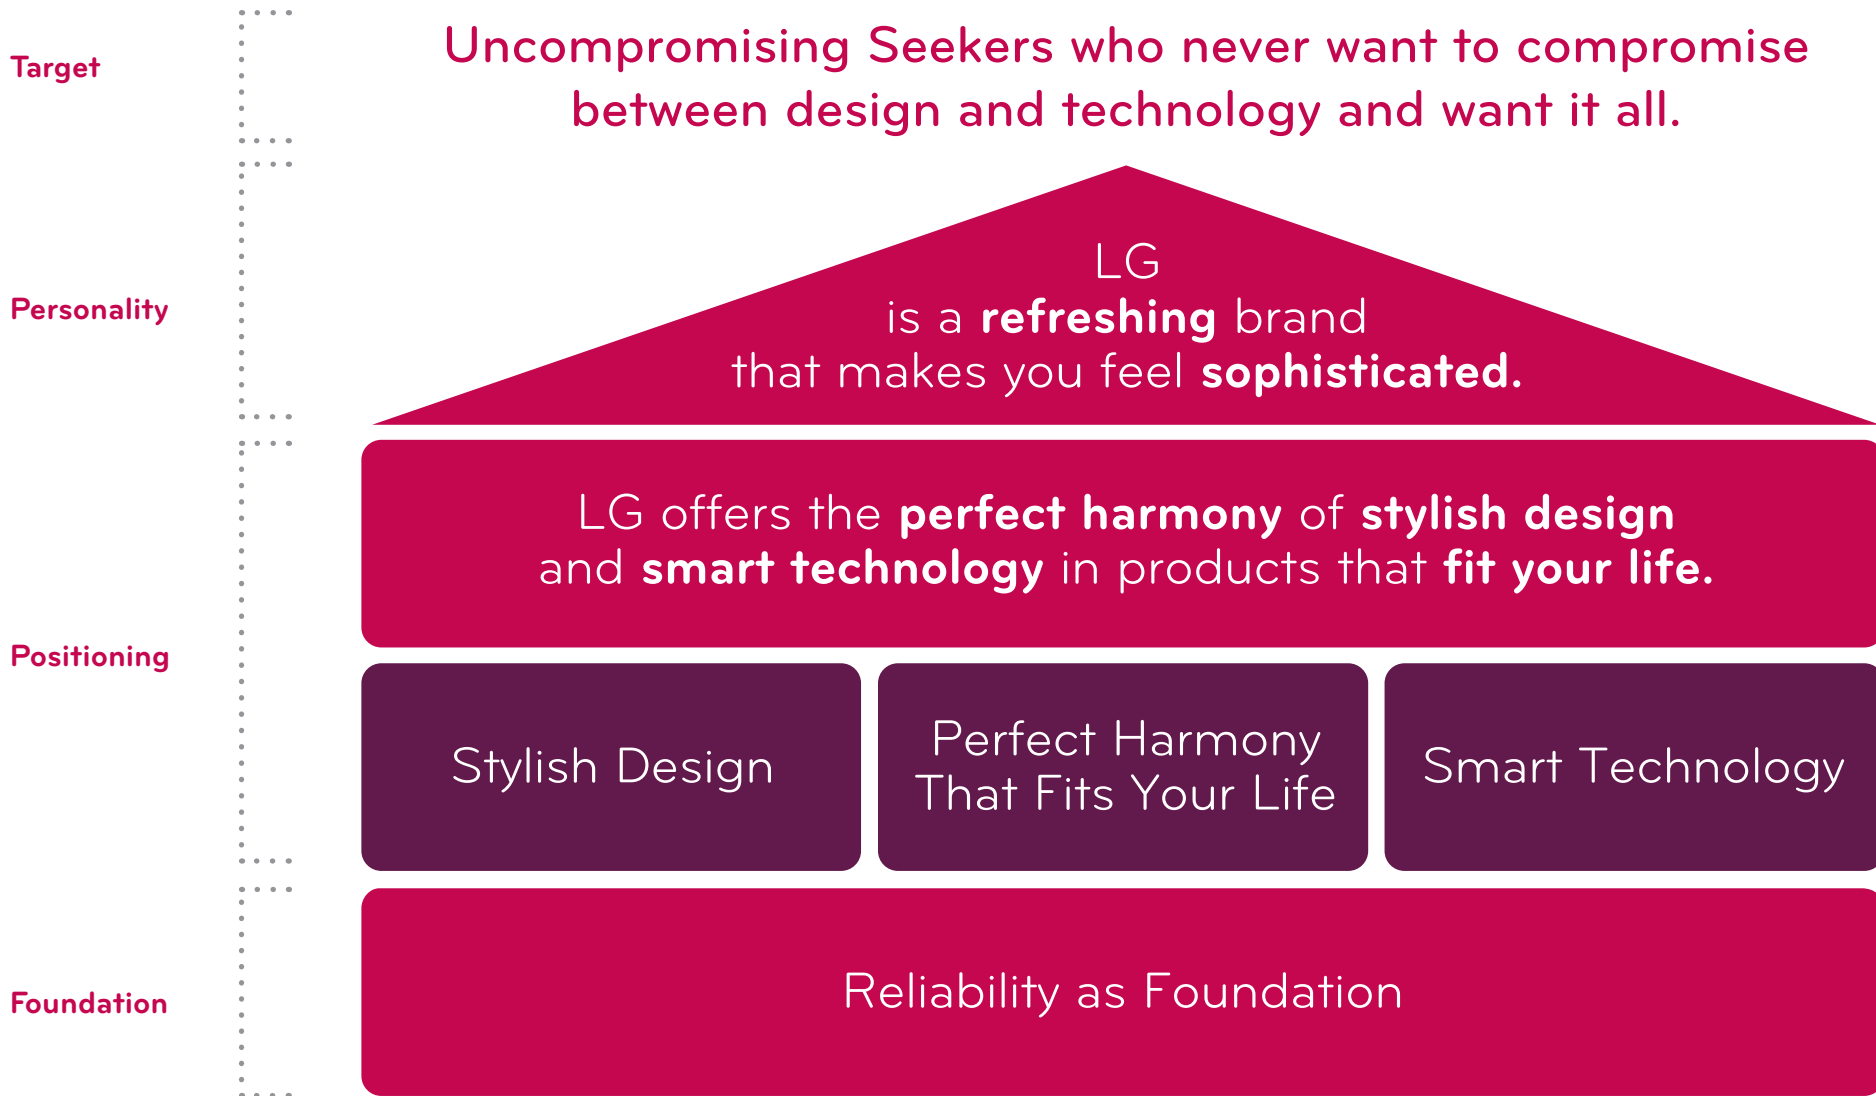 Target
Uncompromising Seekers who never want to compromise
between design and technology and want it all.
Personality
LG
is a refreshing brand
that makes you feel sophisticated.
Positioning
LG offers the perfect harmony of stylish design
and smart technology in products that fit your life.
Stylish Design
Perfect Harmony
That Fits Your Life
Smart Technology
Foundation
Reliability as Foundation